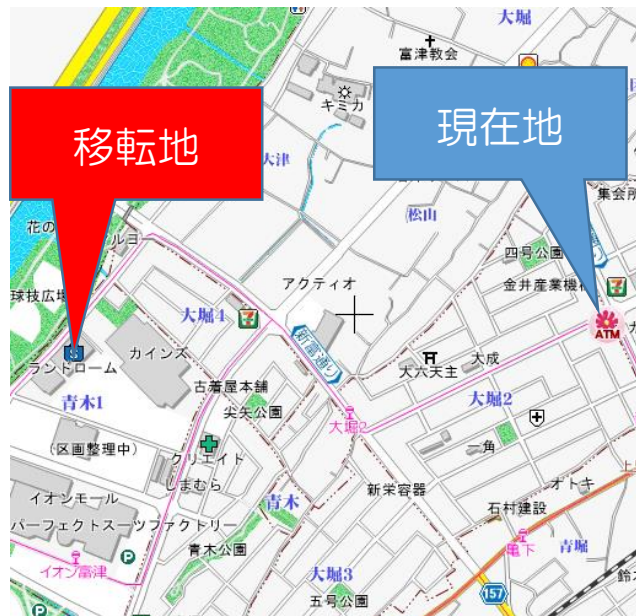 大堀
富津教会
キミカ
移転地
現在地
大津
集会所
松山
花の
ルヨー
四号公園
アクティオ
金井産業機
球技広場
大堀4
新富通り
ATM
S
ランドローム
カインズ
大六天主
大成
古着屋本舗
大堀2
青木1
尖矢公園
大堀2
(区画整理中)
クリエイト
一角
しまむら
イオンモール
新栄容器
オトキ
青木
石村建設
パーフェクトスーツファクトリー
亀下
青堀
青木公園
P
イオン富津
大堀3
157
五号公園
P